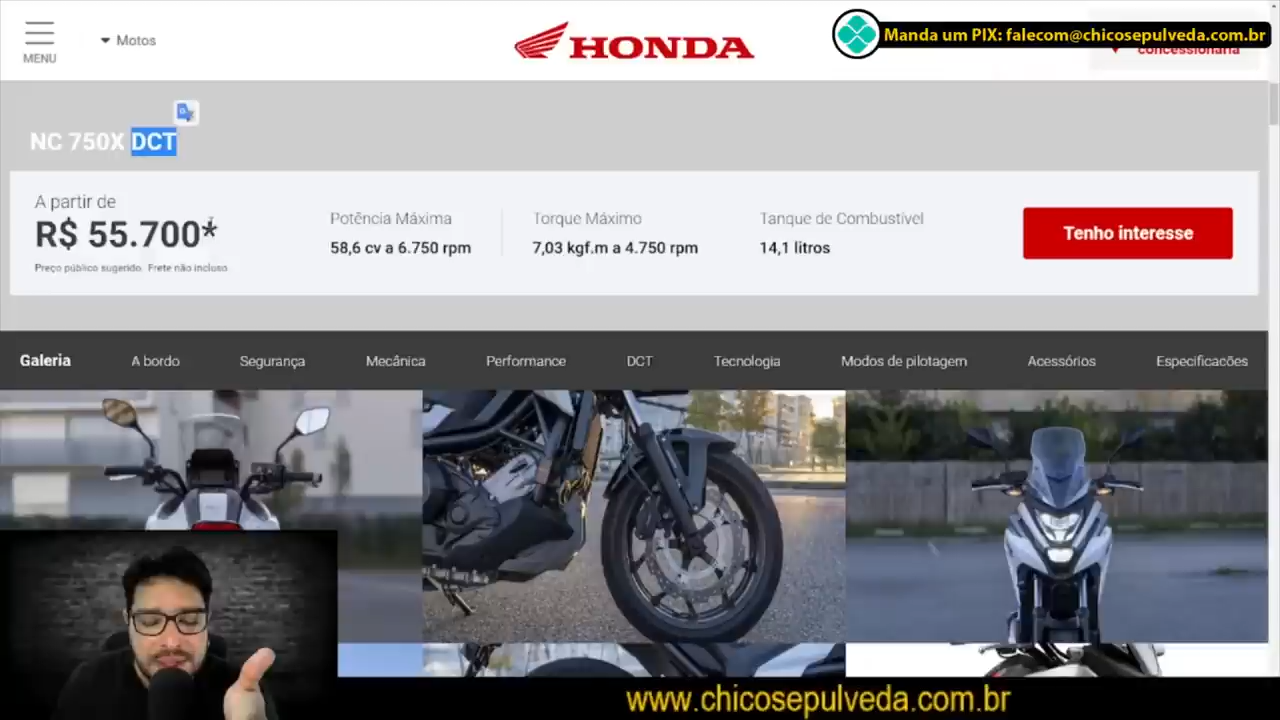 MENU
Motos
HONDA
Manda um PIX: falecom@chicosepulveda.com.br
concessionária
NC 750X DCT
A partir de
R$ 55.700*
Preço público sugerido. Frete não incluso
Potência Máxima
58,6 cv a 6.750 rpm
Torque Máximo
7,03 kgf.m a 4.750 rpm
Tanque de Combustível
14,1 litros
Tenho interesse
Galeria
A bordo
Segurança
Mecânica
Performance
DCT
Tecnologia
Modos de pilotagem
Acessórios
Especificações
www.chicosepulveda.com.br